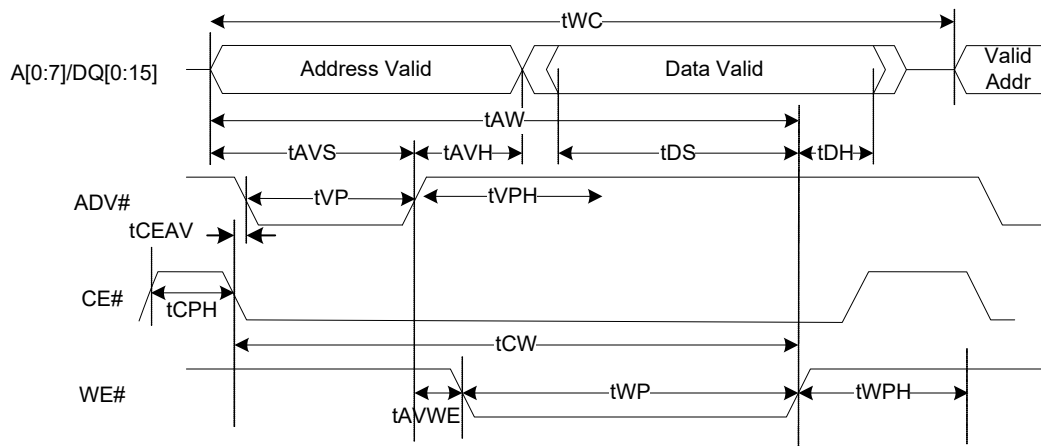 tWC
A[0:7]/DQ[0:15] Address Valid Data Valid Valid
Addr
tAW
tAVS tAVH tDS tDH
ADV# tVP tVPH
tCEAV
CE# tCPH
tCW
WE# tWP tWPH
tAVWE